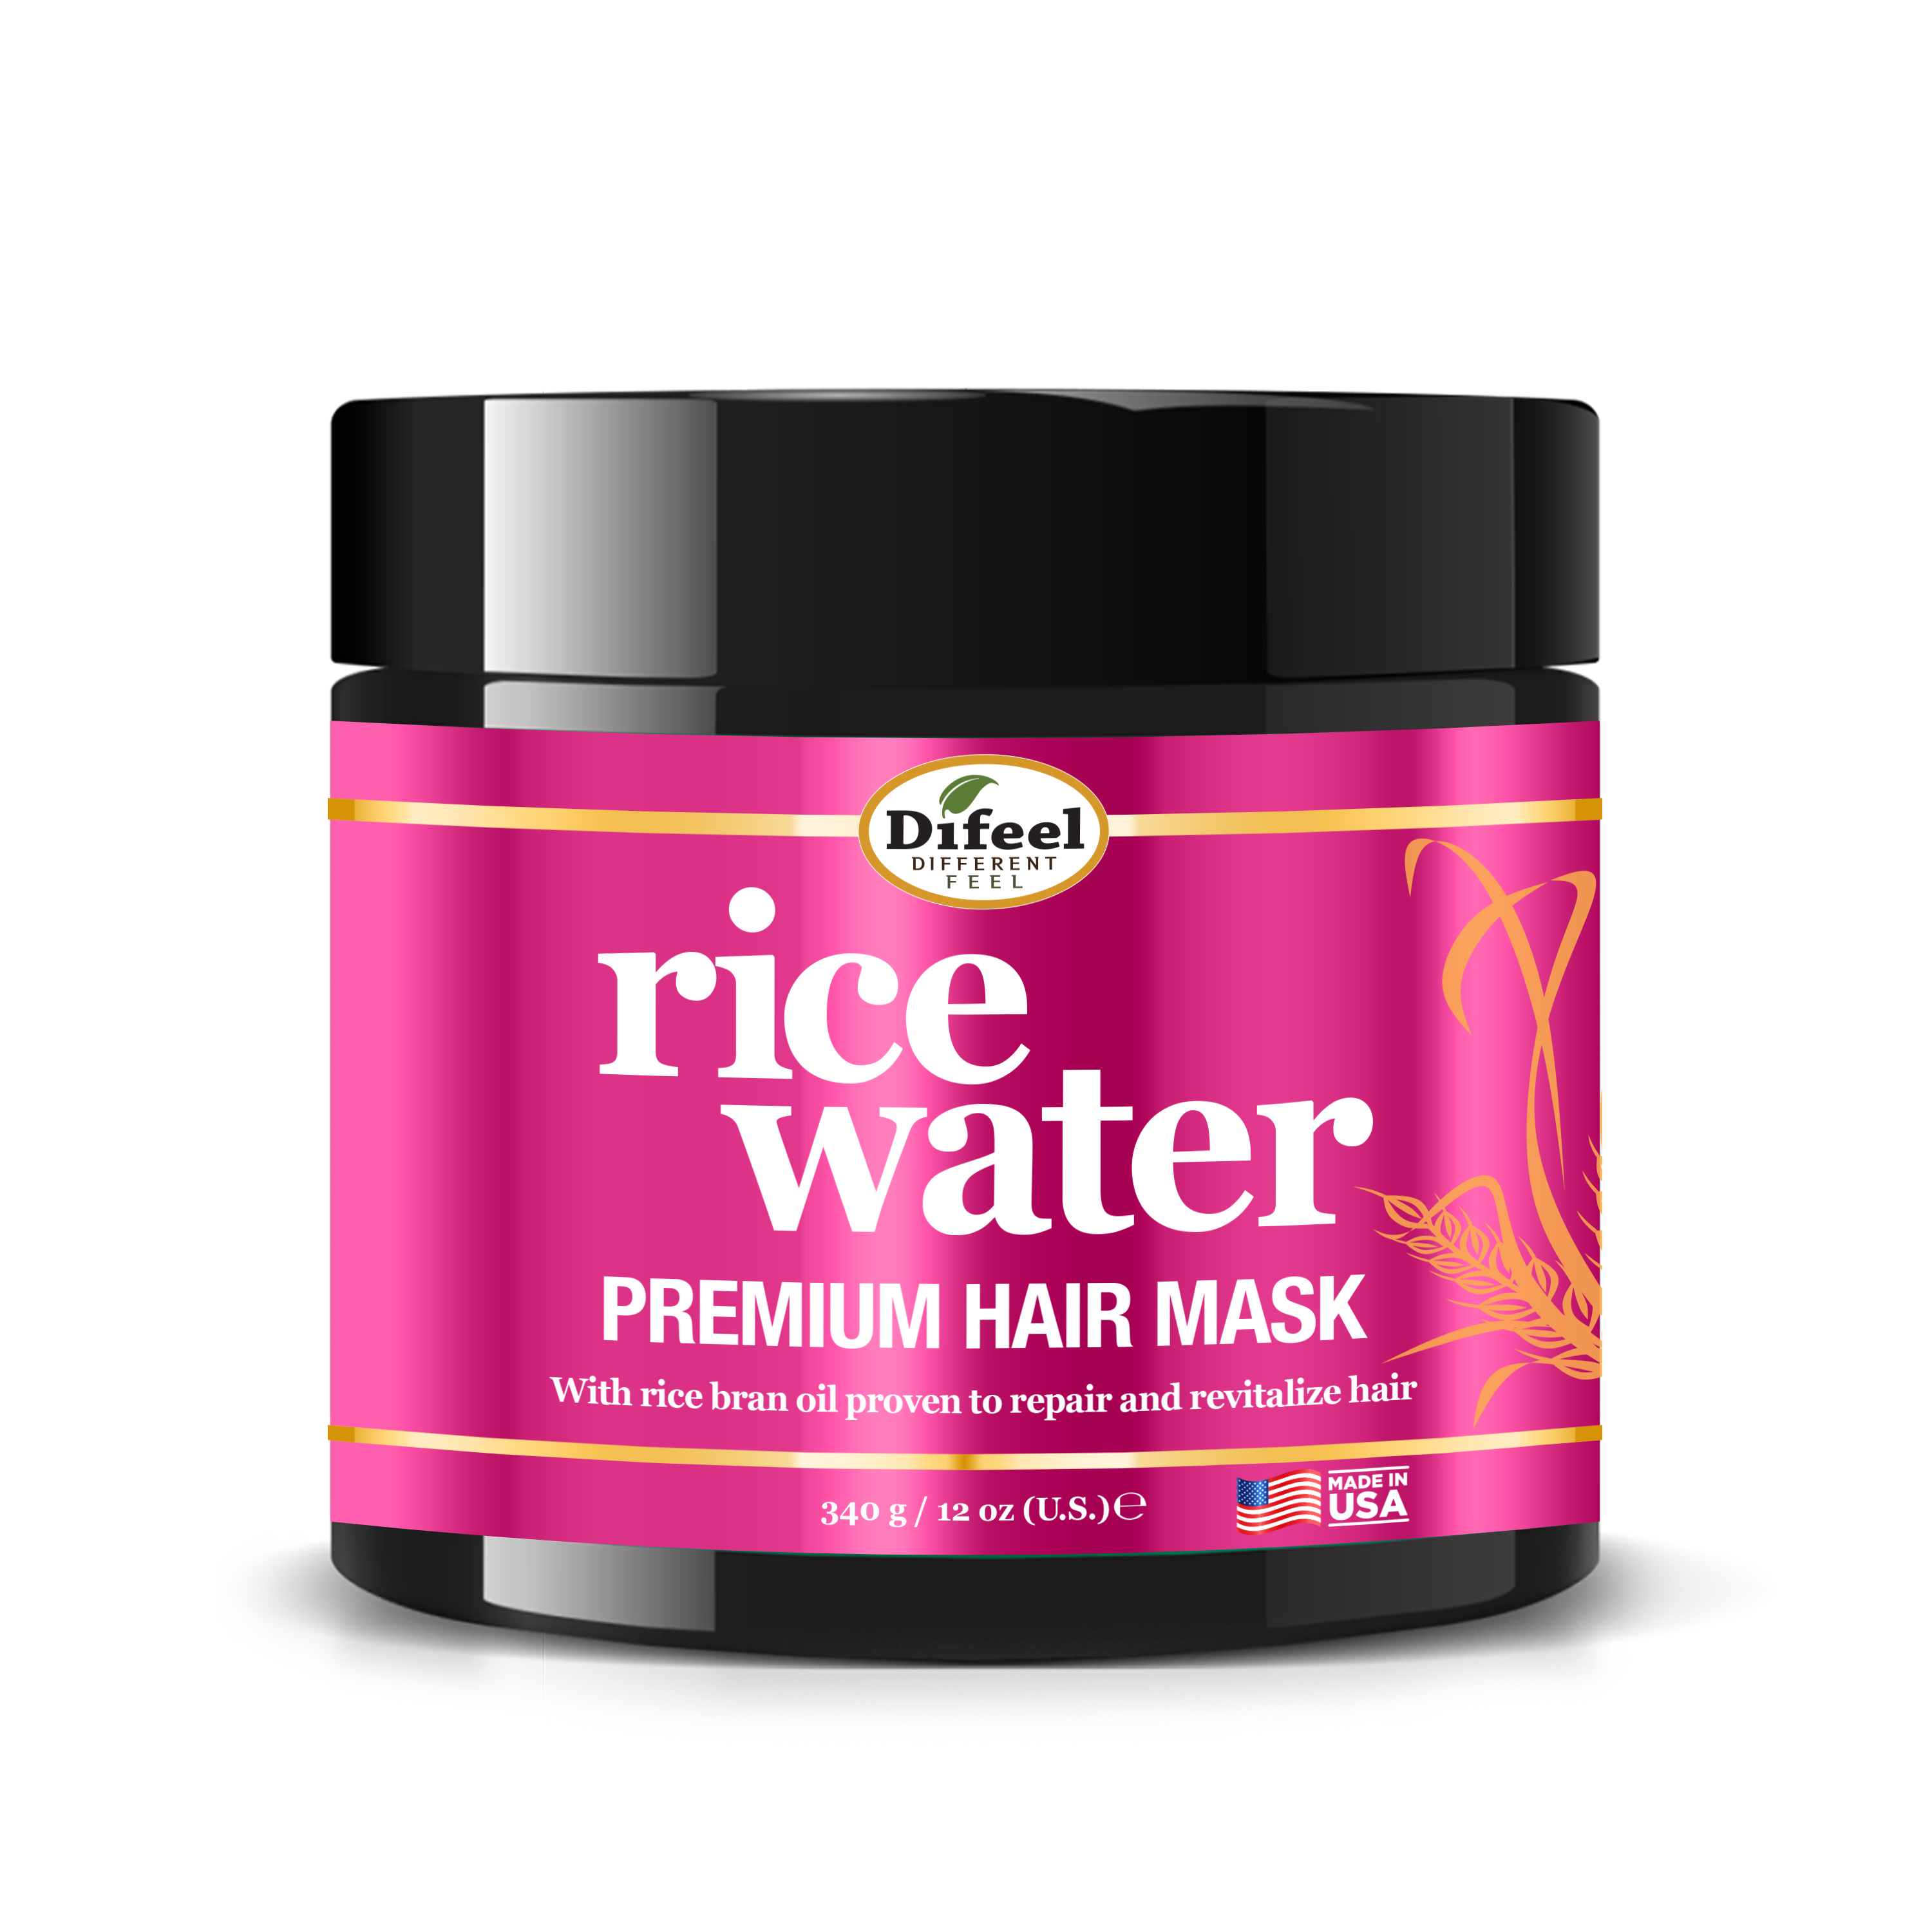 Difeel
DIFFERENT
FEEL
rice
water
PREMIUM HAIR MASK
With rice bran oil proven to repair and revitalize hair
340 g / 12 oz (U.S.) ℮
MADE IN
USA